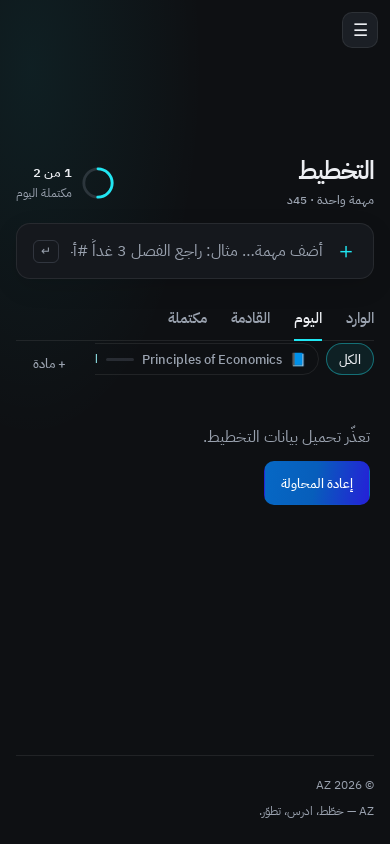 ☰
التخطيط
مهمة واحدة · 45د
1 من 2
مكتملة اليوم
+ أضف مهمة... مثال: راجع الفصل 3 غداً #أ ↵
الوارد اليوم القادمة مكتملة
الكل 📘 Principles of Economics + مادة
تعذّر تحميل بيانات التخطيط.
إعادة المحاولة
© 2026 AZ
AZ — خطّط، ادرس، تطوّر.